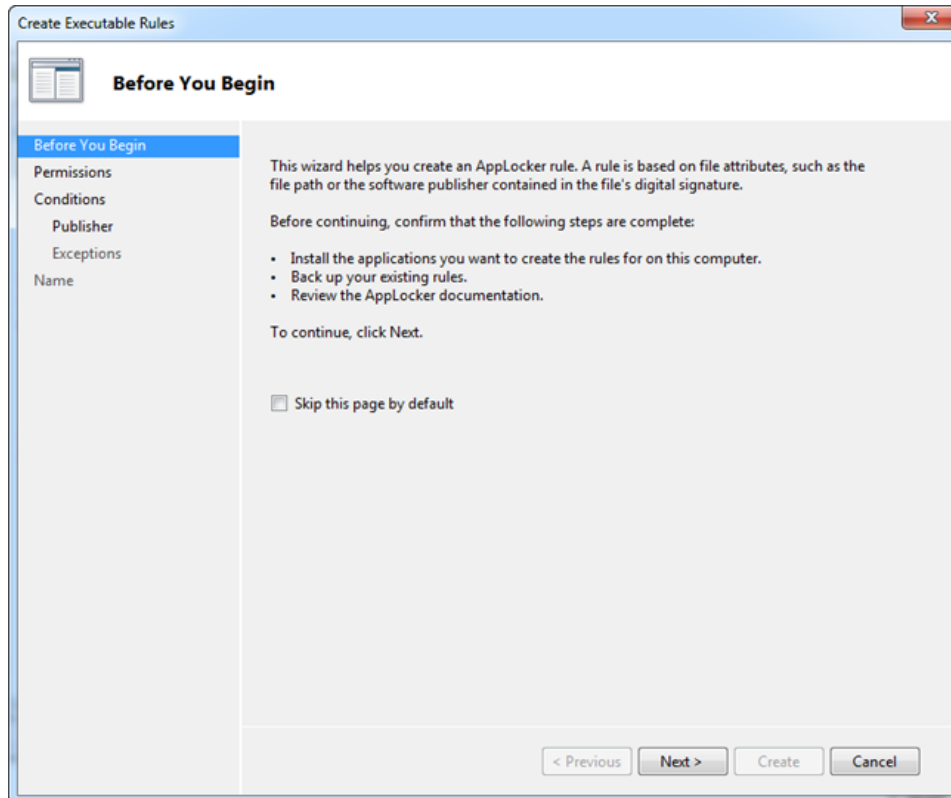 Create Executable Rules
Before You Begin
Before You Begin
Permissions
Conditions
Publisher
Exceptions
Name
This wizard helps you create an AppLocker rule. A rule is based on file attributes, such as the
file path or the software publisher contained in the file's digital signature.
Before continuing, confirm that the following steps are complete:
• Install the applications you want to create the rules for on this computer.
• Back up your existing rules.
• Review the AppLocker documentation.
To continue, click Next.
Skip this page by default
< Previous
Next >
Create
Cancel